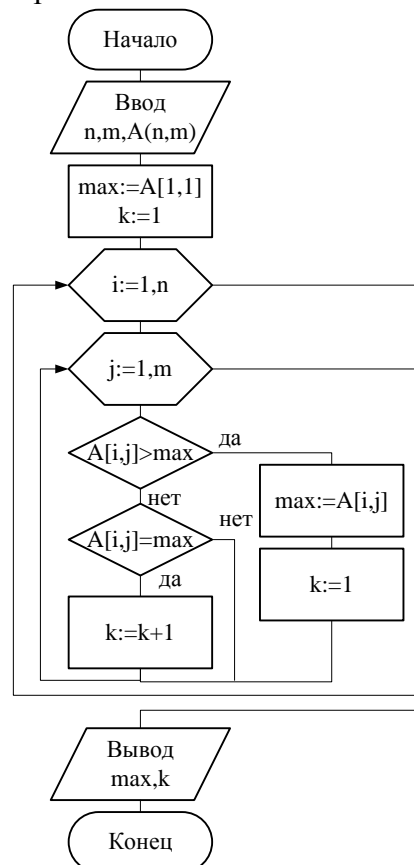 Начало
Ввод
n,m,A(n,m)
max:=A[1,1]
k:=1
i:=1,n
j:=1,m
A[i,j]>max
да
нет
max:=A[i,j]
A[i,j]=max
нет
да
k:=1
k:=k+1
Вывод
max,k
Конец